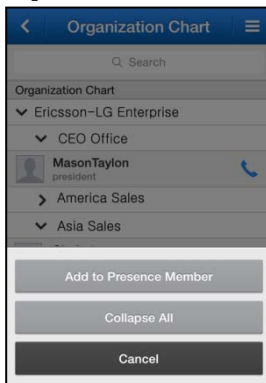 Organization Chart
Search
Organization Chart
Ericsson-LG Enterprise
CEO Office
MasonTaylon
president
America Sales
Asia Sales
Add to Presence Member
Collapse All
Cancel